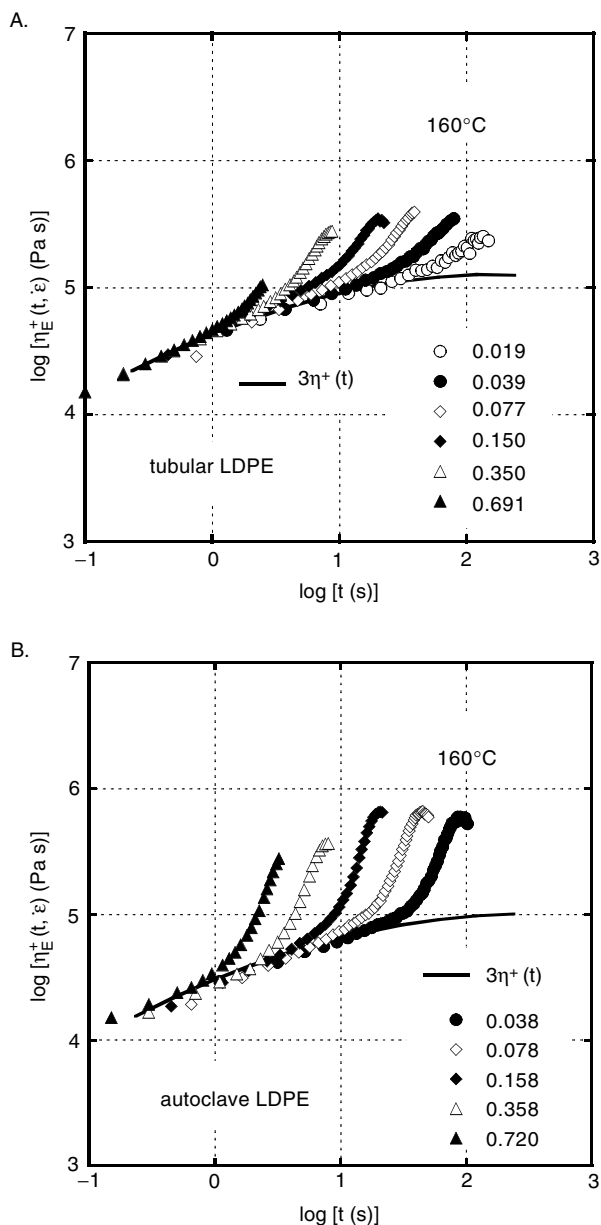 A.
7
6
5
4
3
log [η⁺E (t, ε̇) (Pa s)]
160°C
3η⁺ (t)
0.019
0.039
0.077
0.150
0.350
0.691
tubular LDPE
−1
0
1
2
3
log [t (s)]
B.
7
6
5
4
3
log [η⁺E (t, ε̇) (Pa s)]
160°C
3η⁺ (t)
0.038
0.078
0.158
0.358
0.720
autoclave LDPE
−1
0
1
2
3
log [t (s)]